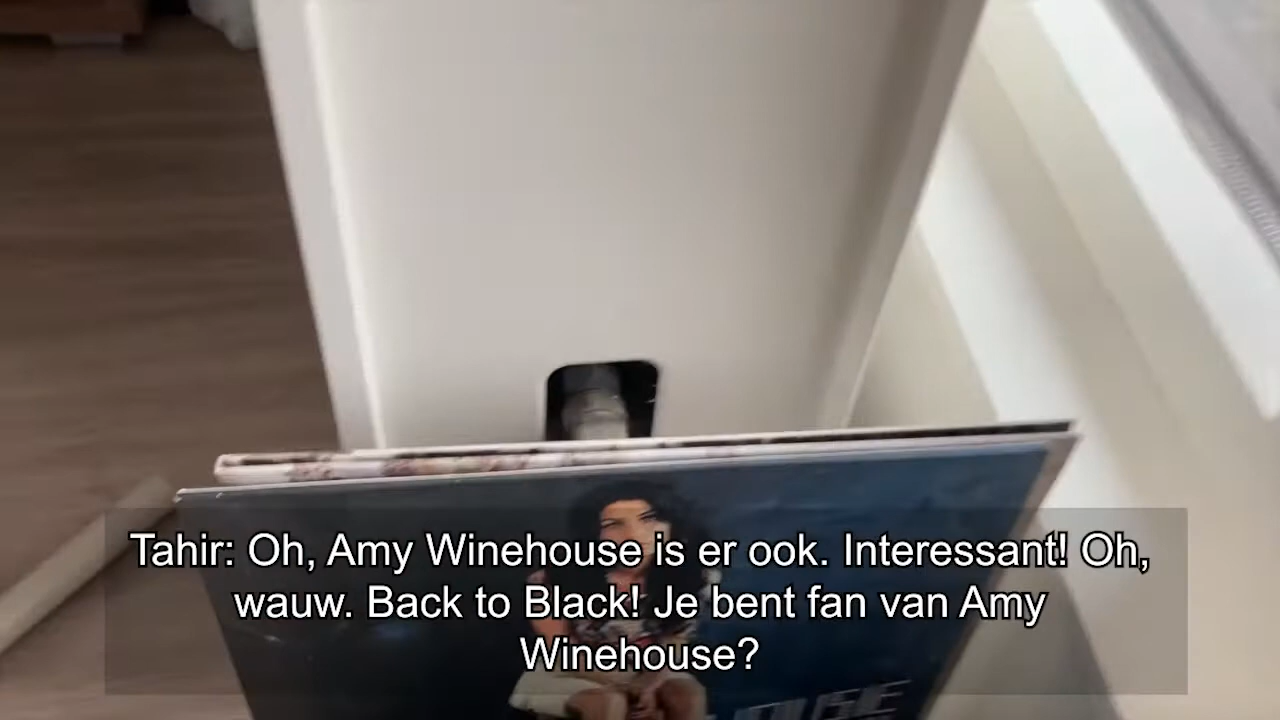 Tahir: Oh, Amy Winehouse is er ook. Interessant! Oh,
wauw. Back to Black! Je bent fan van Amy
Winehouse?